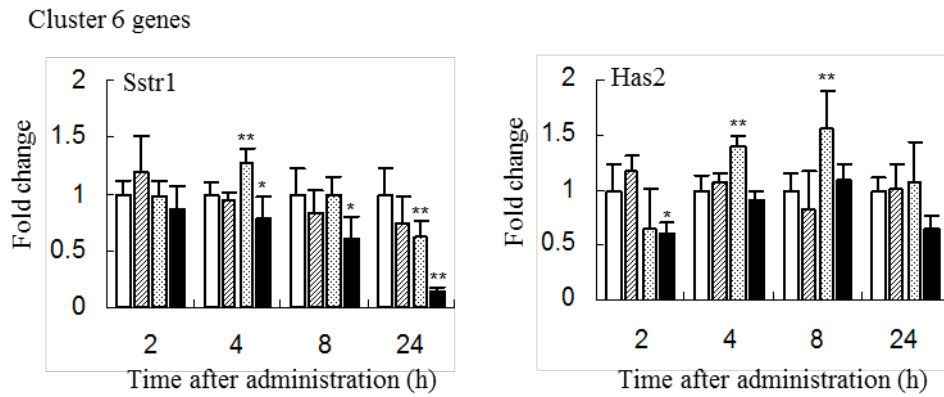 Cluster 6 genes
Sstr1
Fold change
2
1.5
1
0.5
0
**
*
*
**
**
2 4 8 24
Time after administration (h)
Has2
Fold change
2
1.5
1
0.5
0
*
**
**
2 4 8 24
Time after administration (h)